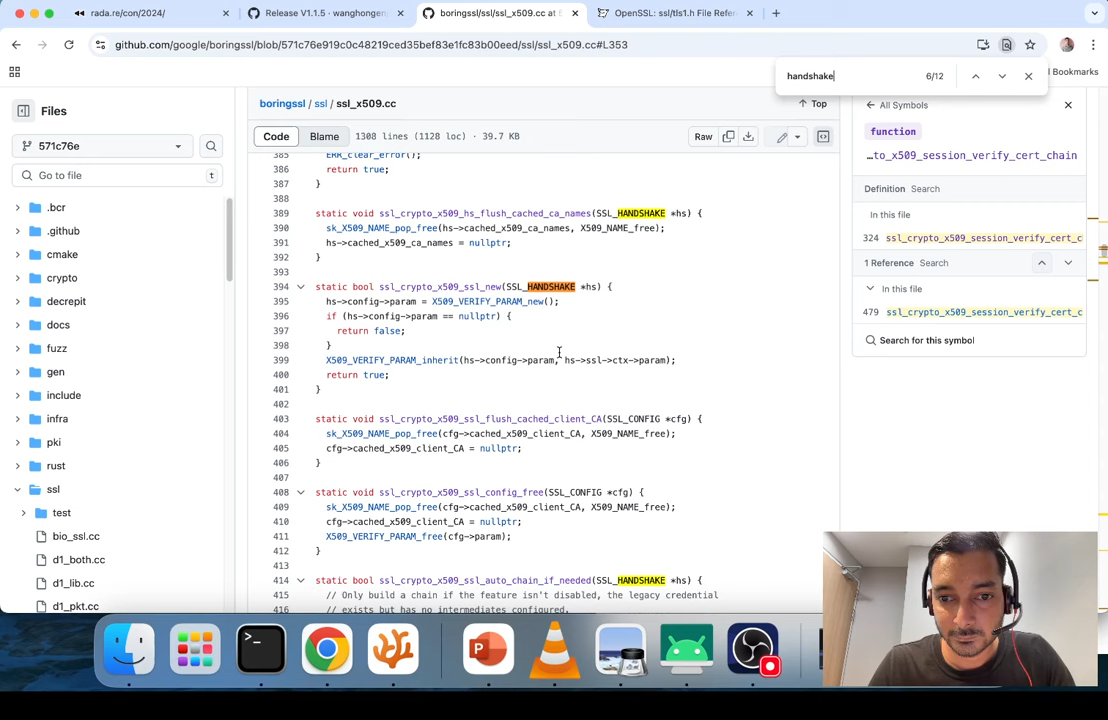 rada.re/con/2024/
Release V1.1.5 · wanghongen
boringssl/ssl/ssl_x509.cc at 5
OpenSSL: ssl/tls1.h File Refer
github.com/google/boringssl/blob/571c76e919c0c48219ced35bef83e1fc83b00eed/ssl/ssl_x509.cc#L353
handshake
6/12
l Bookmarks
Files
571c76e
Go to file
t
.bcr
.github
cmake
crypto
decrepit
docs
fuzz
gen
include
infra
pki
rust
ssl
test
bio_ssl.cc
d1_both.cc
d1_lib.cc
d1_pkt.cc
boringssl / ssl / ssl_x509.cc
Top
Code
Blame
1308 lines (1128 loc) · 39.7 KB
Raw
385 ERR_clear_error();
386 return true;
387 }
388
389 static void ssl_crypto_x509_hs_flush_cached_ca_names(SSL_HANDSHAKE *hs) {
390 sk_X509_NAME_pop_free(hs->cached_x509_ca_names, X509_NAME_free);
391 hs->cached_x509_ca_names = nullptr;
392 }
393
394 static bool ssl_crypto_x509_ssl_new(SSL_HANDSHAKE *hs) {
395 hs->config->param = X509_VERIFY_PARAM_new();
396 if (hs->config->param == nullptr) {
397 return false;
398 }
399 X509_VERIFY_PARAM_inherit(hs->config->param, hs->ssl->ctx->param);
400 return true;
401 }
402
403 static void ssl_crypto_x509_ssl_flush_cached_client_CA(SSL_CONFIG *cfg) {
404 sk_X509_NAME_pop_free(cfg->cached_x509_client_CA, X509_NAME_free);
405 cfg->cached_x509_client_CA = nullptr;
406 }
407
408 static void ssl_crypto_x509_ssl_config_free(SSL_CONFIG *cfg) {
409 sk_X509_NAME_pop_free(cfg->cached_x509_client_CA, X509_NAME_free);
410 cfg->cached_x509_client_CA = nullptr;
411 X509_VERIFY_PARAM_free(cfg->param);
412 }
413
414 static bool ssl_crypto_x509_ssl_auto_chain_if_needed(SSL_HANDSHAKE *hs) {
415 // Only build a chain if the feature isn't disabled, the legacy credential
416 // exists but has no intermediates configured.
All Symbols
function
…to_x509_session_verify_cert_chain
Definition Search
In this file
324 ssl_crypto_x509_session_verify_cert_c
1 Reference Search
In this file
479 ssl_crypto_x509_session_verify_cert_c
Search for this symbol